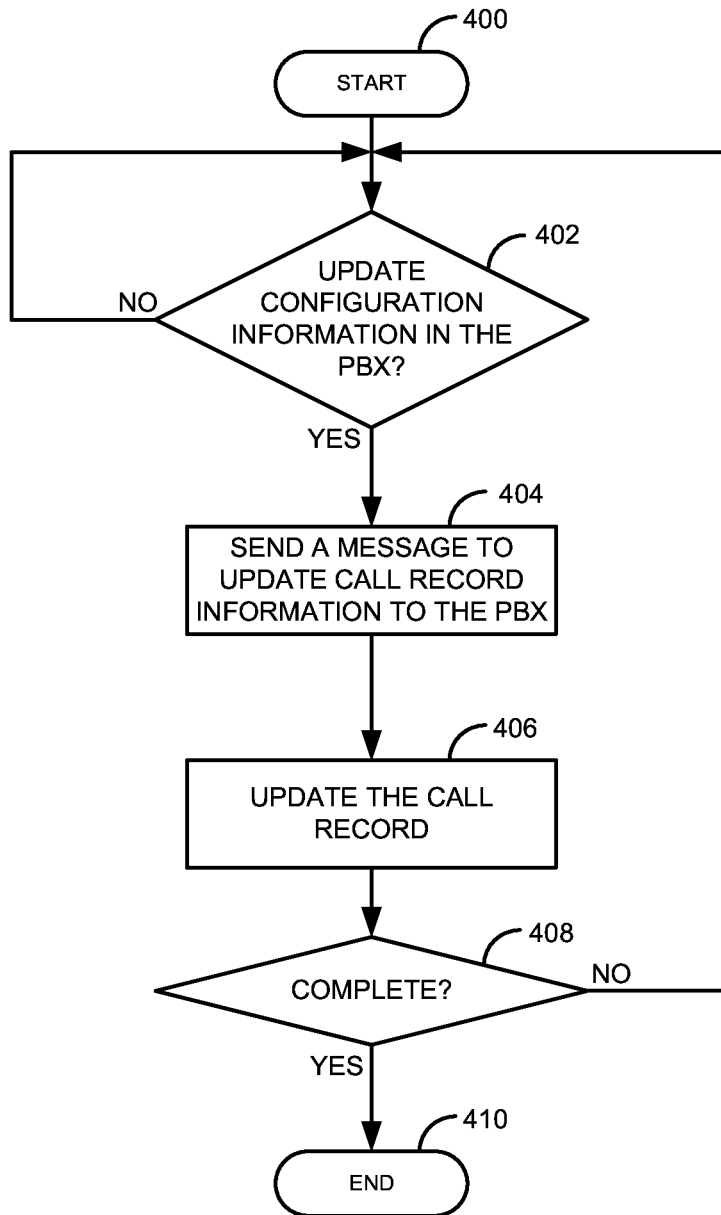 400
START
402
UPDATE
CONFIGURATION
INFORMATION IN THE
PBX?
NO
YES
404
SEND A MESSAGE TO
UPDATE CALL RECORD
INFORMATION TO THE PBX
406
UPDATE THE CALL
RECORD
408
COMPLETE?
NO
YES
410
END